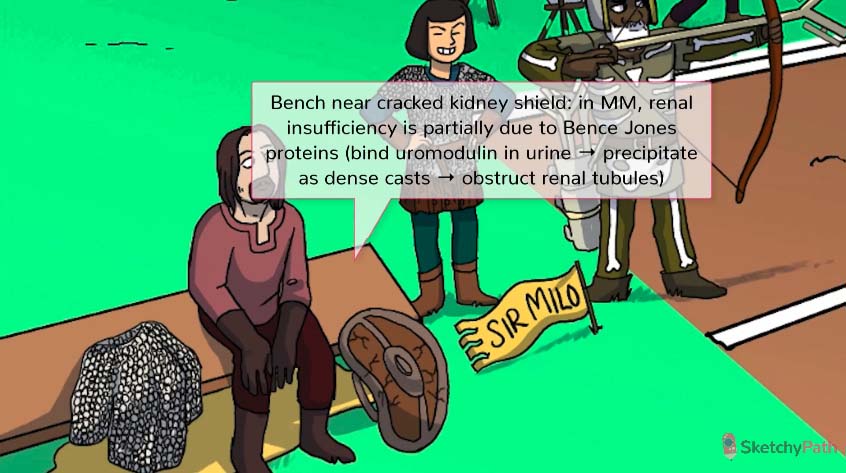 Bench near cracked kidney shield: in MM, renal
insufficiency is partially due to Bence Jones
proteins (bind uromodulin in urine → precipitate
as dense casts → obstruct renal tubules)
SIR MILO
SketchyPath